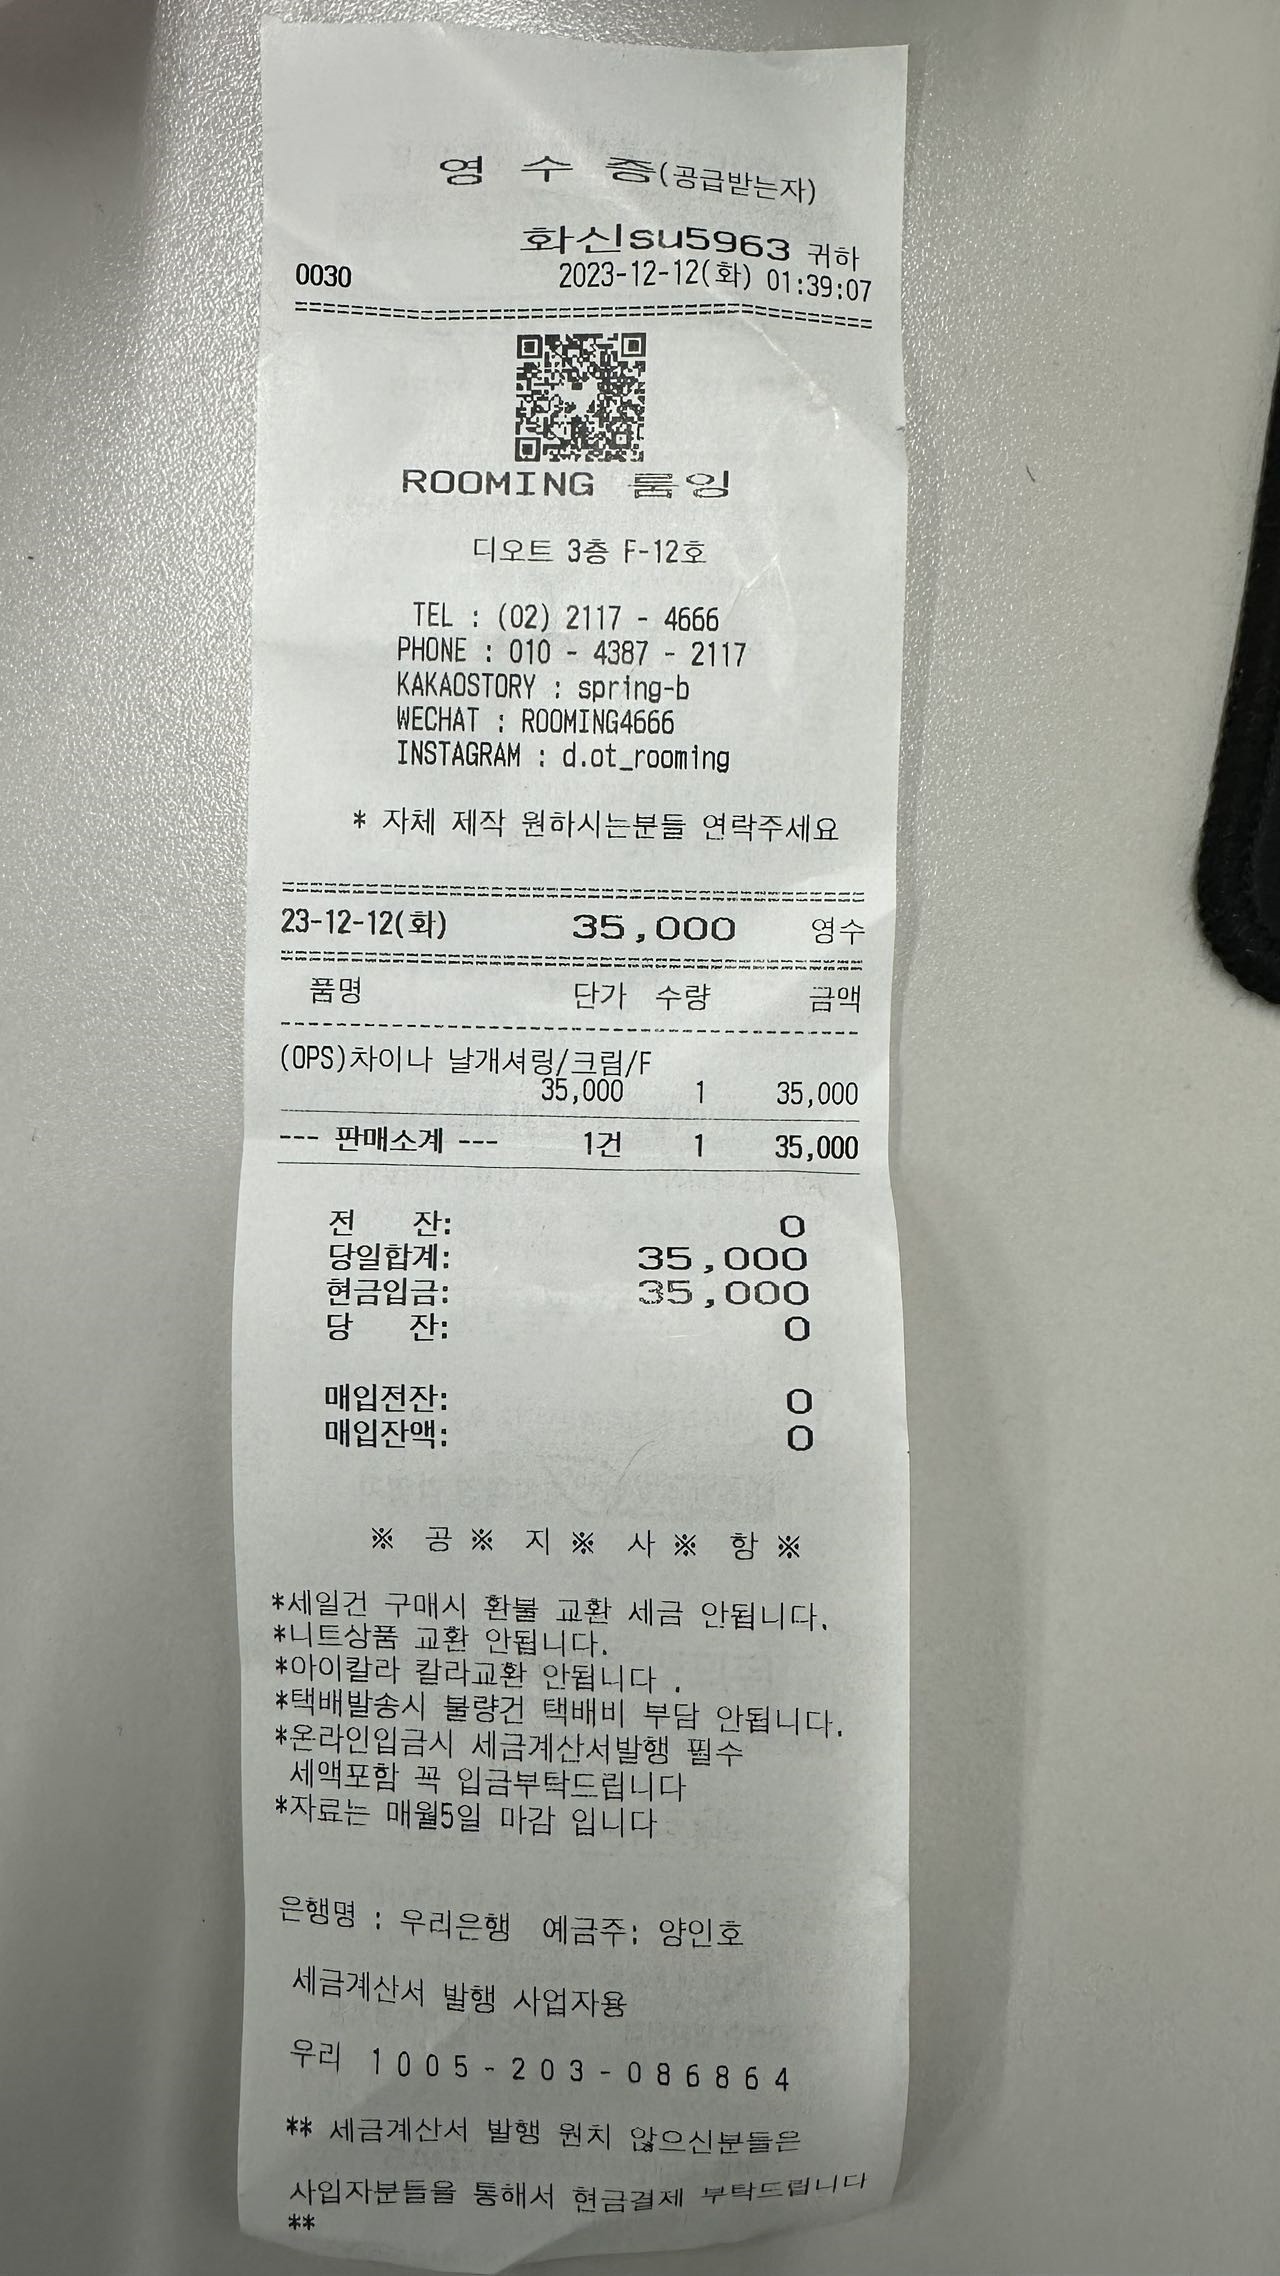 영 수 증(공급받는자)
화신su5963 귀하
0030 2023-12-12(화) 01:39:07
ROOMING 룸잉
디오트 3층 F-12호
TEL : (02) 2117 - 4666
PHONE : 010 - 4387 - 2117
KAKAOSTORY : spring-b
WECHAT : ROOMING4666
INSTAGRAM : d.ot_rooming
* 자체 제작 원하시는분들 연락주세요
23-12-12(화) 35,000 영수
품명 단가 수량 금액
(OPS)차이나 날개셔링/크림/F
35,000 1 35,000
--- 판매소계 --- 1건 1 35,000
전 잔: 0
당일합계: 35,000
현금입금: 35,000
당 잔: 0
매입전잔: 0
매입잔액: 0
※ 공 ※ 지 ※ 사 ※ 항 ※
*세일건 구매시 환불 교환 세금 안됩니다.
*니트상품 교환 안됩니다.
*아이칼라 칼라교환 안됩니다 .
*택배발송시 불량건 택배비 부담 안됩니다.
*온라인입금시 세금계산서발행 필수
세액포함 꼭 입금부탁드립니다
*자료는 매월5일 마감 입니다
은행명 : 우리은행 예금주: 양인호
세금계산서 발행 사업자용
우리 1005-203-086864
** 세금계산서 발행 원치 않으신분들은
사입자분들을 통해서 현금결제 부탁드립니다
**